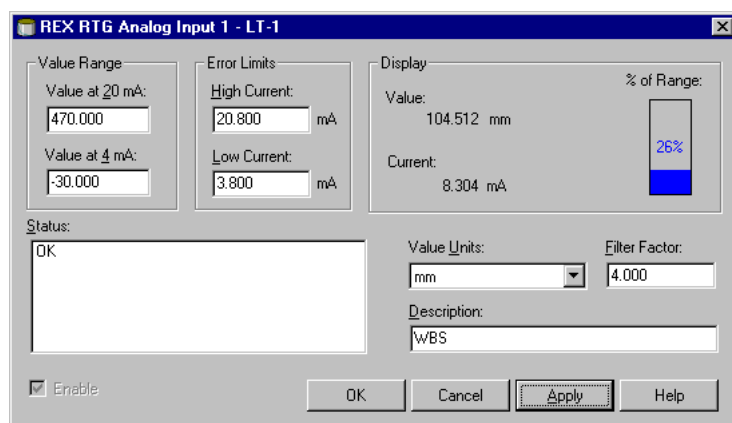 REX RTG Analog Input 1 - LT-1
Value Range
Value at 20 mA:
470.000
Value at 4 mA:
-30.000
Error Limits
High Current:
20.800 mA
Low Current:
3.800 mA
Display
Value:
104.512 mm
Current:
8.304 mA
% of Range:
26%
Status:
OK
Value Units:
mm
Filter Factor:
4.000
Description:
WBS
Enable
OK
Cancel
Apply
Help